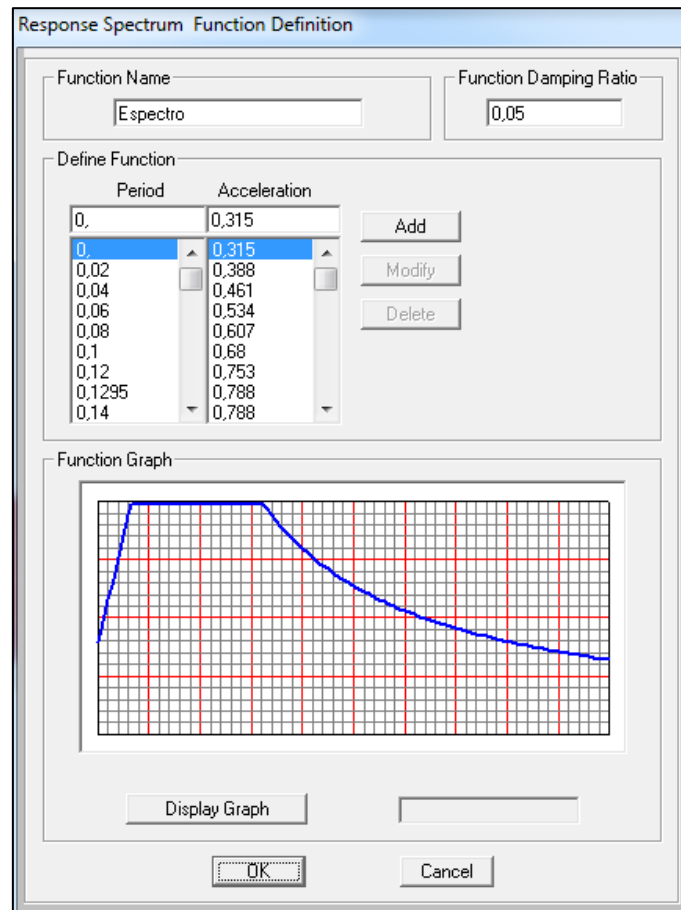 Response Spectrum Function Definition
Function Name
Function Damping Ratio
Espectro
0,05
Define Function
Period Acceleration
0, 0,315
Add
0, 0,315
0,02 0,388
0,04 0,461
Modify
0,06 0,534
0,08 0,607
Delete
0,1 0,68
0,12 0,753
0,1295 0,788
0,14 0,788
Function Graph
Display Graph
OK Cancel